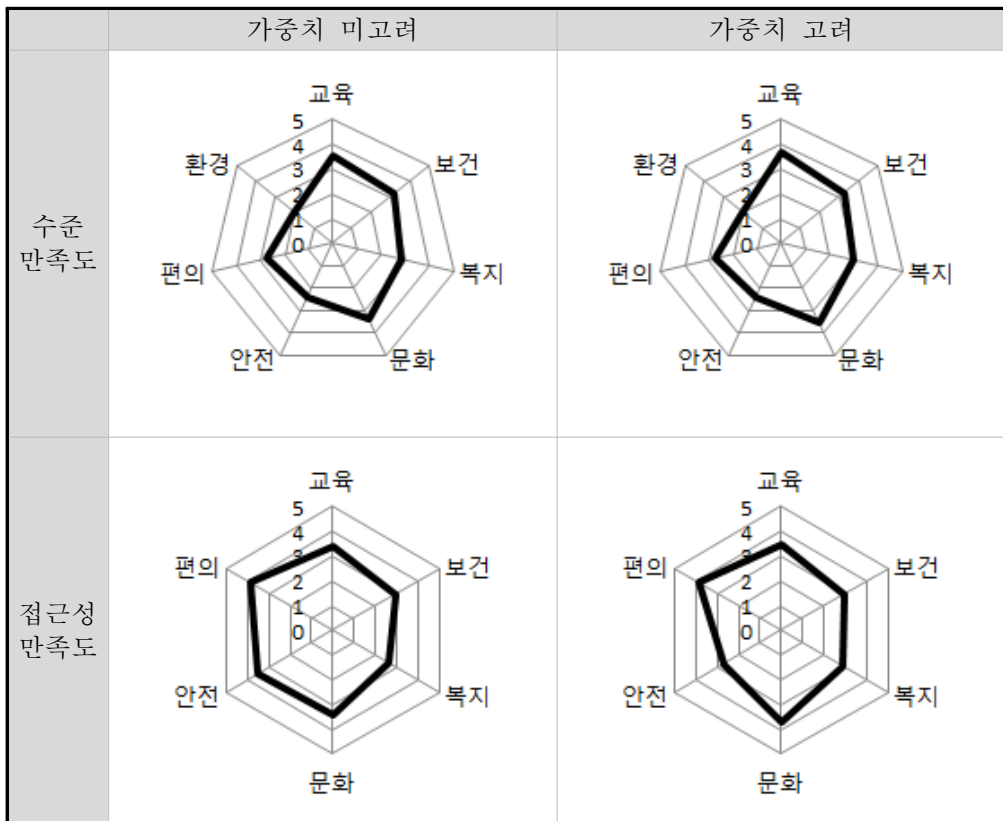 가중치 미고려
가중치 고려
수준
만족도
교육
보건
복지
문화
안전
편의
환경
5
4
3
2
1
0
교육
보건
복지
문화
안전
편의
환경
5
4
3
2
1
0
접근성
만족도
교육
보건
복지
문화
안전
편의
5
4
3
2
1
0
교육
보건
복지
문화
안전
편의
5
4
3
2
1
0